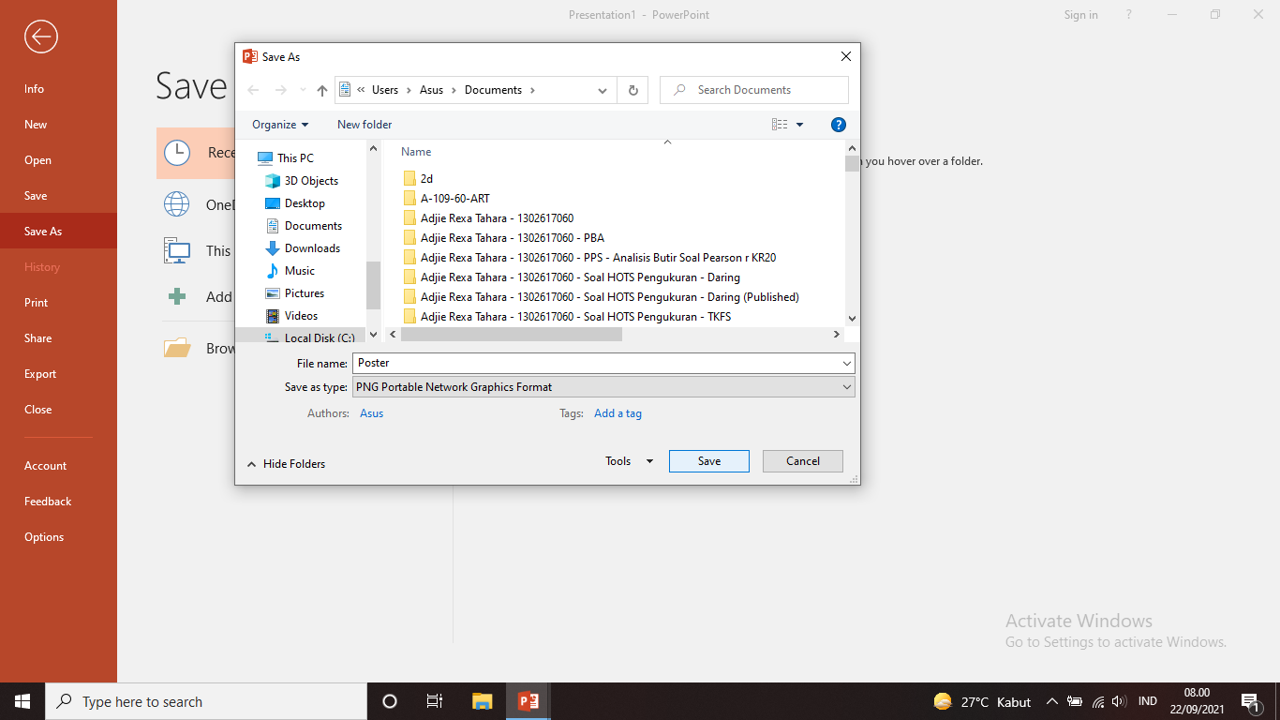 Presentation1 - PowerPoint
Sign in
?
Info
New
Open
Save
Save As
History
Print
Share
Export
Close
Account
Feedback
Options
Save
Rece
OneD
This
Add
Brow
n you hover over a folder.
Save As
« Users > Asus > Documents >
Search Documents
Organize
New folder
?
This PC
3D Objects
Desktop
Documents
Downloads
Music
Pictures
Videos
Local Disk (C:)
Name
2d
A-109-60-ART
Adjie Rexa Tahara - 1302617060
Adjie Rexa Tahara - 1302617060 - PBA
Adjie Rexa Tahara - 1302617060 - PPS - Analisis Butir Soal Pearson r KR20
Adjie Rexa Tahara - 1302617060 - Soal HOTS Pengukuran - Daring
Adjie Rexa Tahara - 1302617060 - Soal HOTS Pengukuran - Daring (Published)
Adjie Rexa Tahara - 1302617060 - Soal HOTS Pengukuran - TKFS
File name: Poster
Save as type: PNG Portable Network Graphics Format
Authors: Asus
Tags: Add a tag
Hide Folders
Tools
Save
Cancel
Activate Windows
Go to Settings to activate Windows.
Type here to search
27°C Kabut
IND
08.00
22/09/2021
1